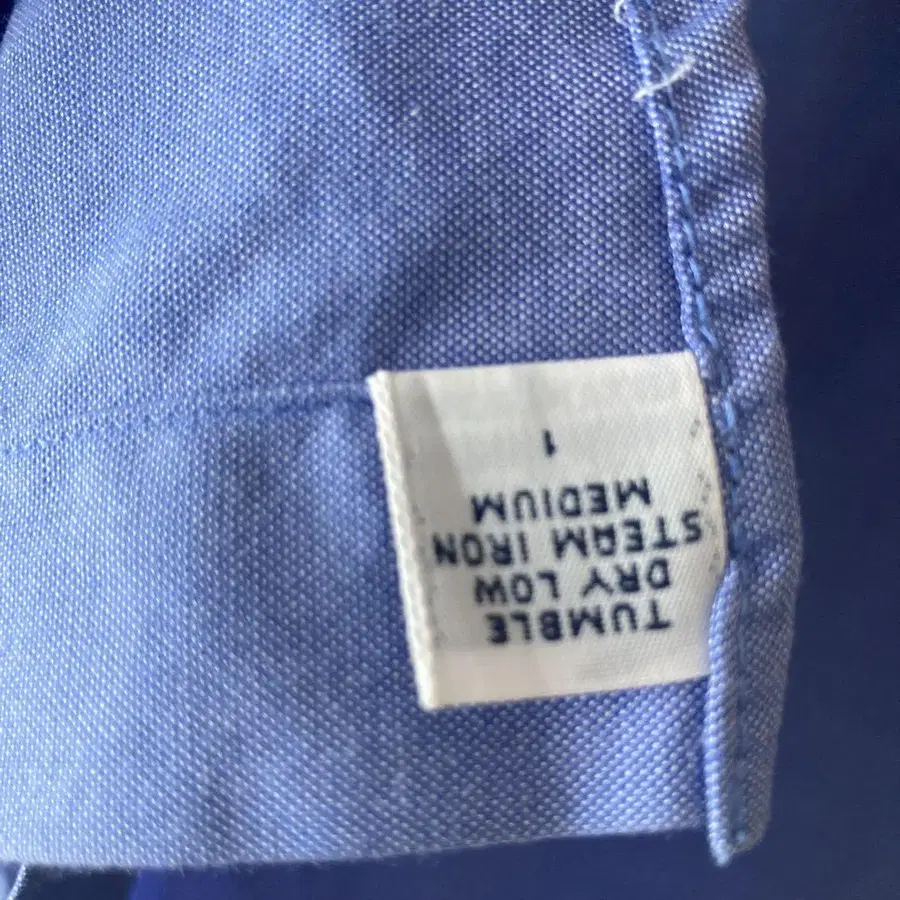 TUMBLE
DRY LOW
STEAM IRON
MEDIUM
1